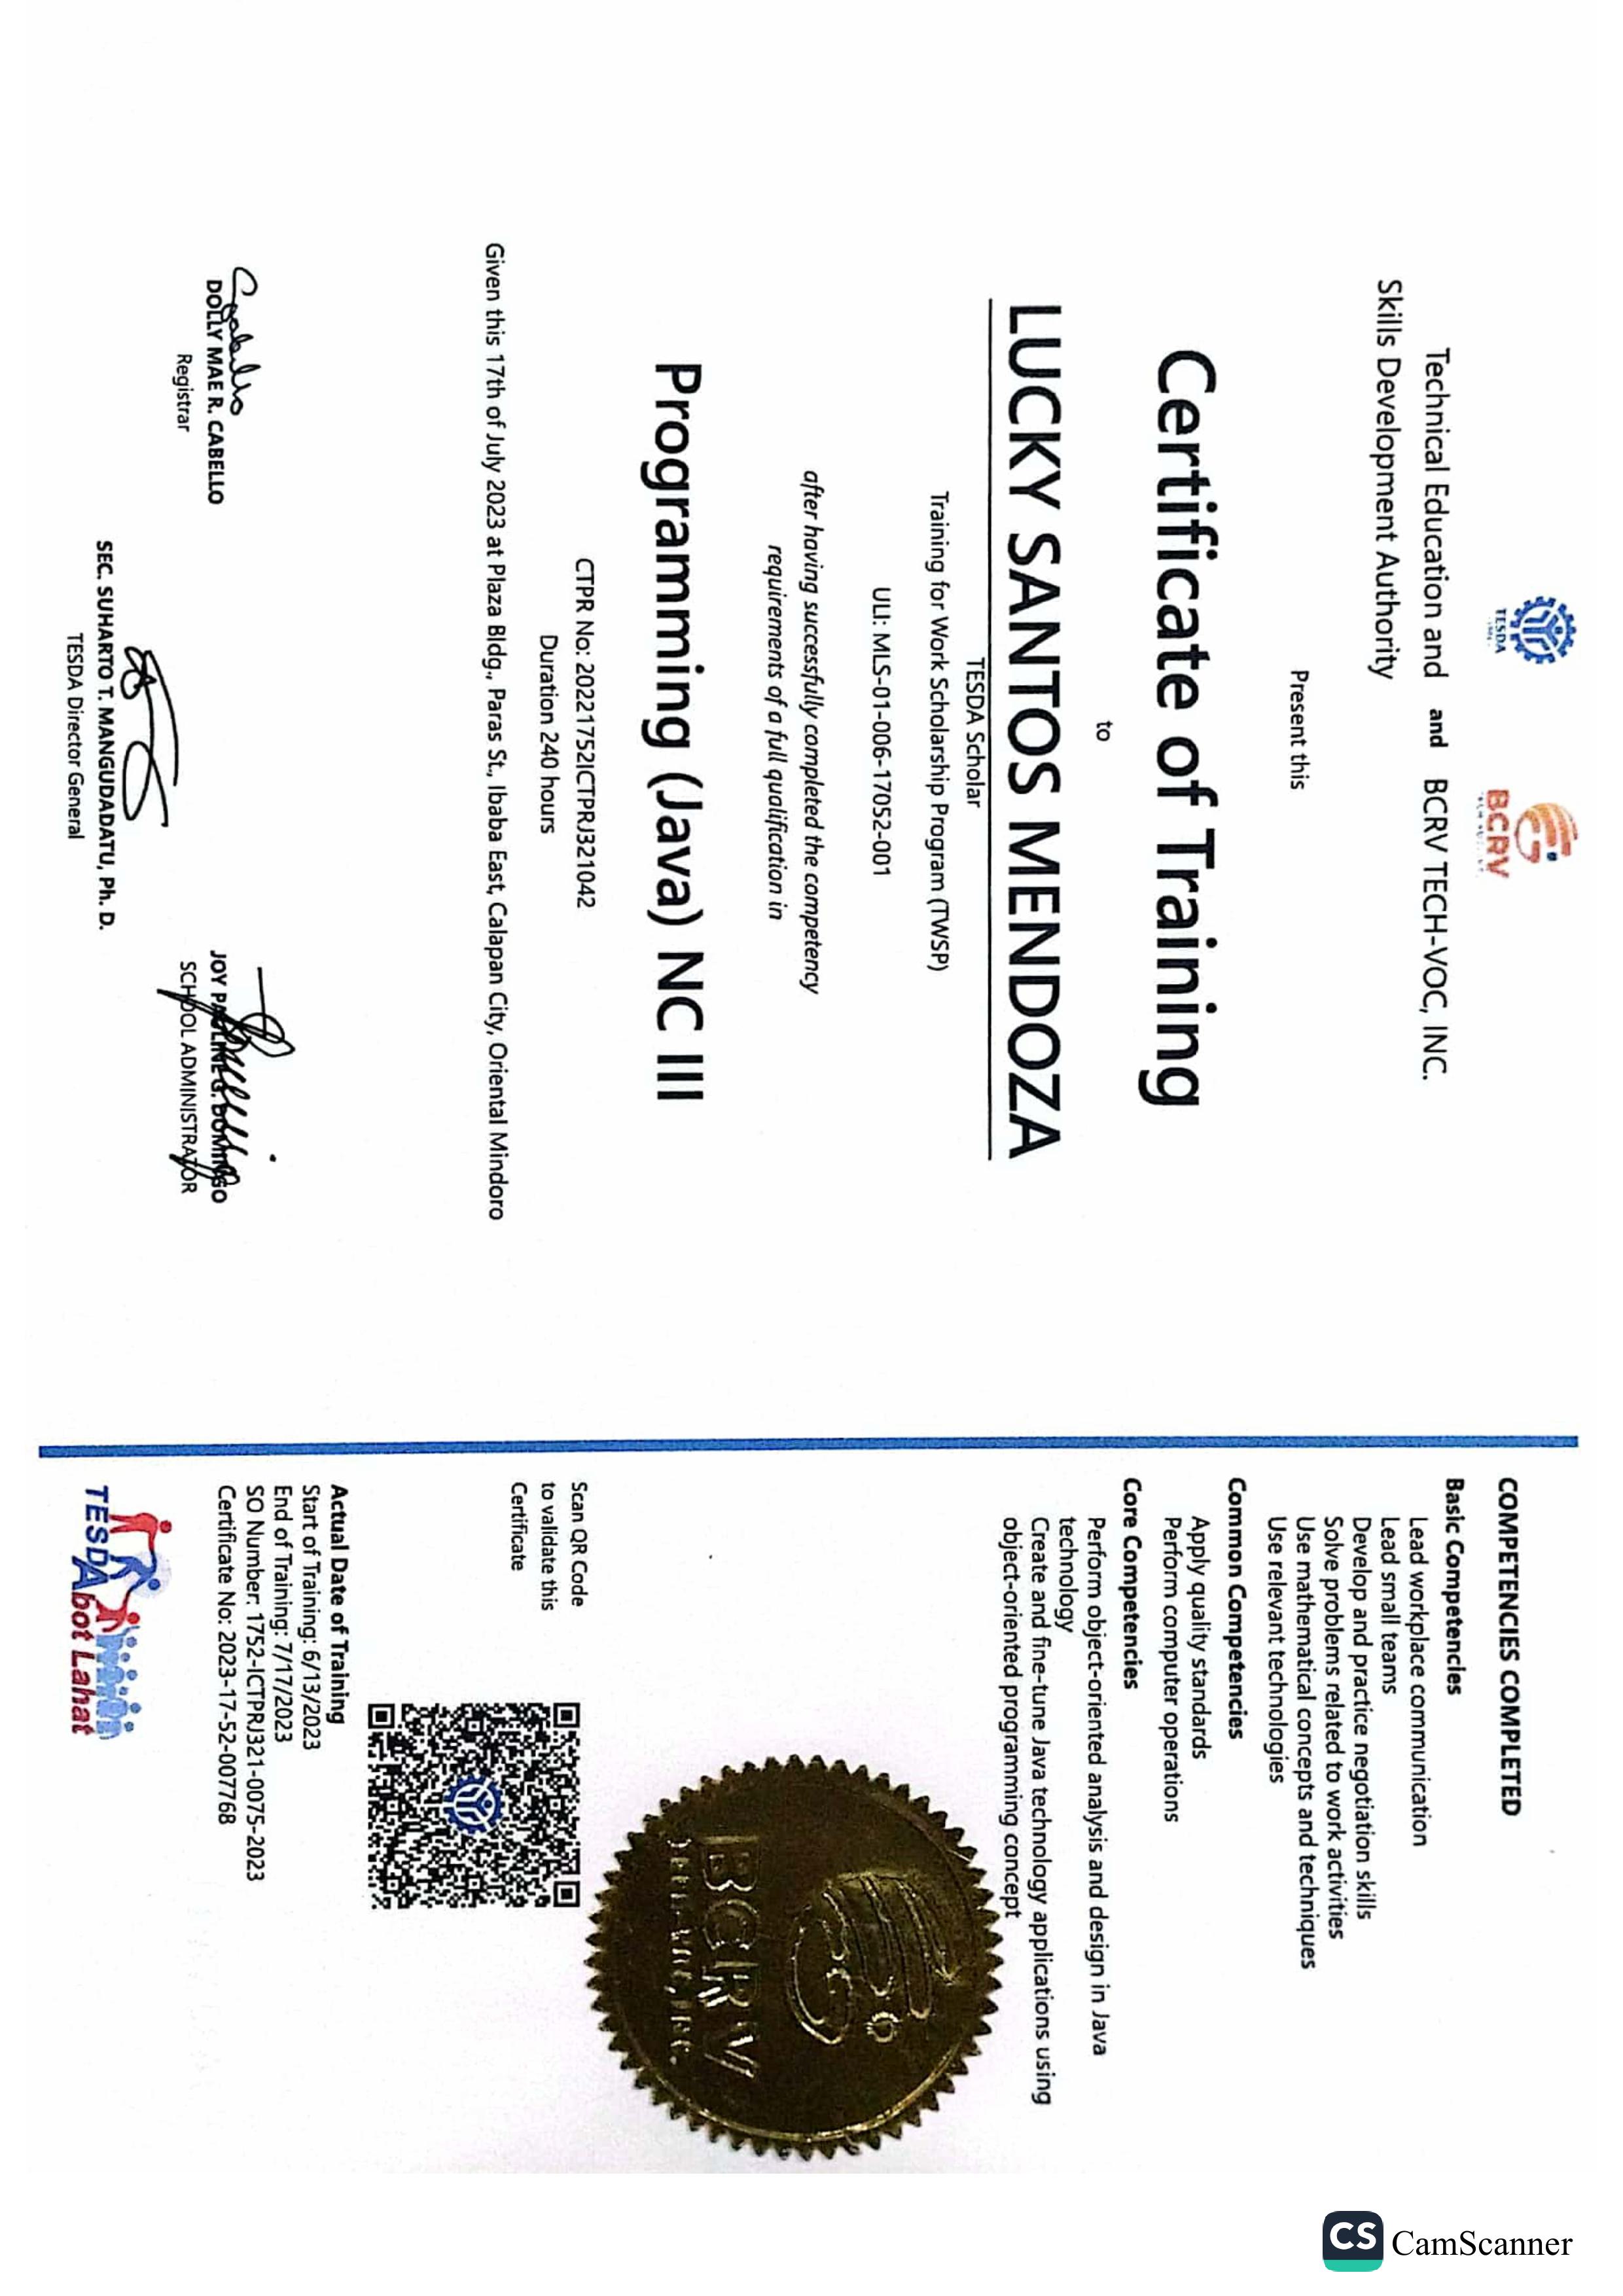 TESDA
BCRV
Technical Education and
Skills Development Authority
and
BCRV TECH-VOC, INC.
Present this
Certificate of Training
to
LUCKY SANTOS MENDOZA
TESDA Scholar
Training for Work Scholarship Program (TWSP)
ULI: MLS-01-006-17052-001
after having successfully completed the competency
requirements of a full qualification in
Programming (Java) NC III
CTPR No: 20221752ICTPRJ321042
Duration 240 hours
Given this 17th of July 2023 at Plaza Bldg., Paras St., Ibaba East, Calapan City, Oriental Mindoro
DOLLY MAE R. CABELLO
Registrar
SEC. SUHARTO T. MANGUDADATU, Ph. D.
TESDA Director General
JOY PAULINE G. DOMINGO
SCHOOL ADMINISTRATOR
COMPETENCIES COMPLETED
Basic Competencies
Lead workplace communication
Lead small teams
Develop and practice negotiation skills
Solve problems related to work activities
Use mathematical concepts and techniques
Use relevant technologies
Common Competencies
Apply quality standards
Perform computer operations
Core Competencies
Perform object-oriented analysis and design in Java
technology
Create and fine-tune Java technology applications using
object-oriented programming concept
BCRV
Scan QR Code
to validate this
Certificate
Actual Date of Training
Start of Training: 6/13/2023
End of Training: 7/17/2023
SO Number: 1752-ICTPRJ321-0075-2023
Certificate No: 2023-17-52-007768
TESDAbot Lahat
CS CamScanner